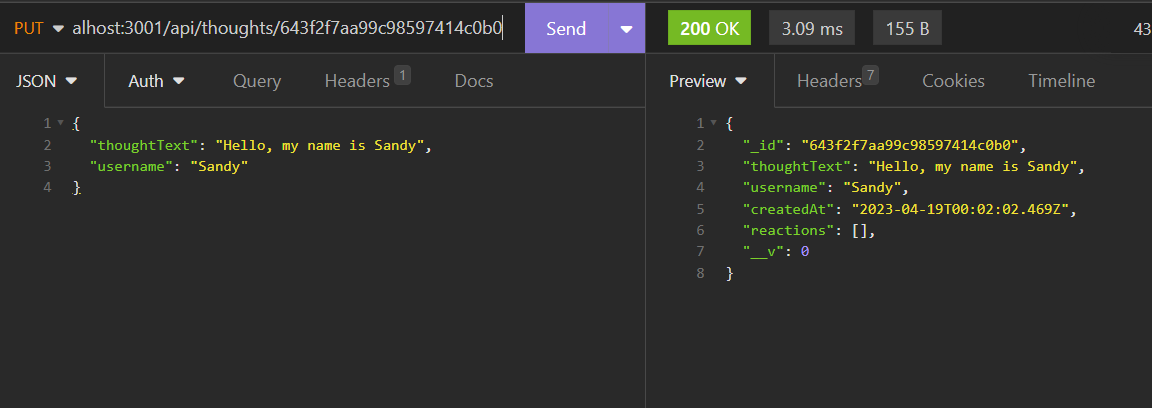 PUT alhost:3001/api/thoughts/643f2f7aa99c98597414c0b0 Send 200 OK 3.09 ms 155 B 43
JSON Auth Query Headers 1 Docs Preview Headers 7 Cookies Timeline
1 {
2 "thoughtText": "Hello, my name is Sandy",
3 "username": "Sandy"
4 }
1 {
2 "_id": "643f2f7aa99c98597414c0b0",
3 "thoughtText": "Hello, my name is Sandy",
4 "username": "Sandy",
5 "createdAt": "2023-04-19T00:02:02.469Z",
6 "reactions": [],
7 "__v": 0
8 }